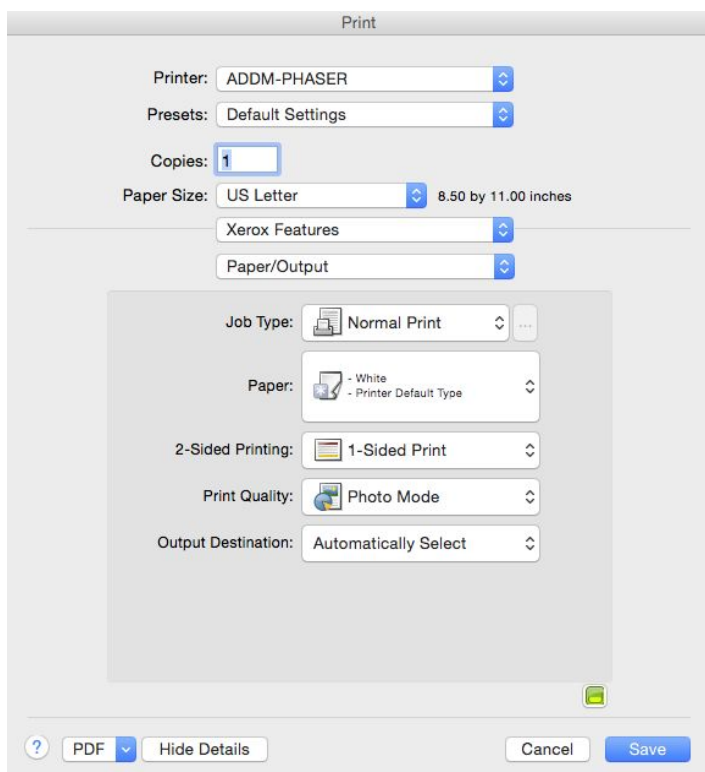 Print
Printer: ADDM-PHASER
Presets: Default Settings
Copies: 1
Paper Size: US Letter 8.50 by 11.00 inches
Xerox Features
Paper/Output
Job Type: Normal Print ...
Paper: - White
- Printer Default Type
2-Sided Printing: 1-Sided Print
Print Quality: Photo Mode
Output Destination: Automatically Select
? PDF Hide Details Cancel Save